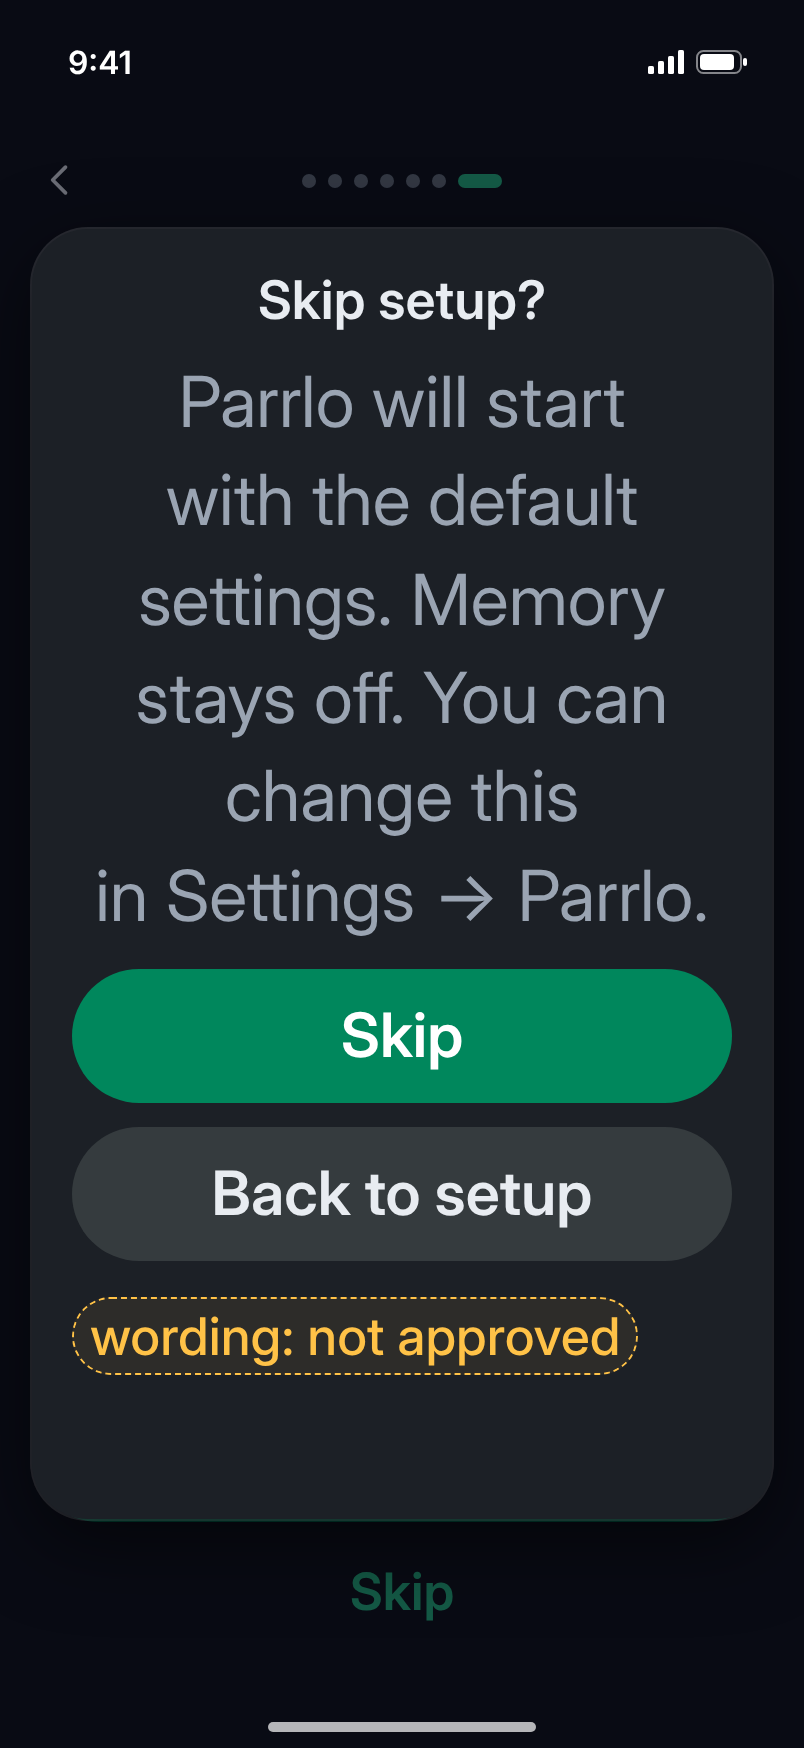 9:41
Skip setup?
Parrlo will start
with the default
settings. Memory
stays off. You can
change this
in Settings → Parrlo.
Skip
Back to setup
wording: not approved
Skip